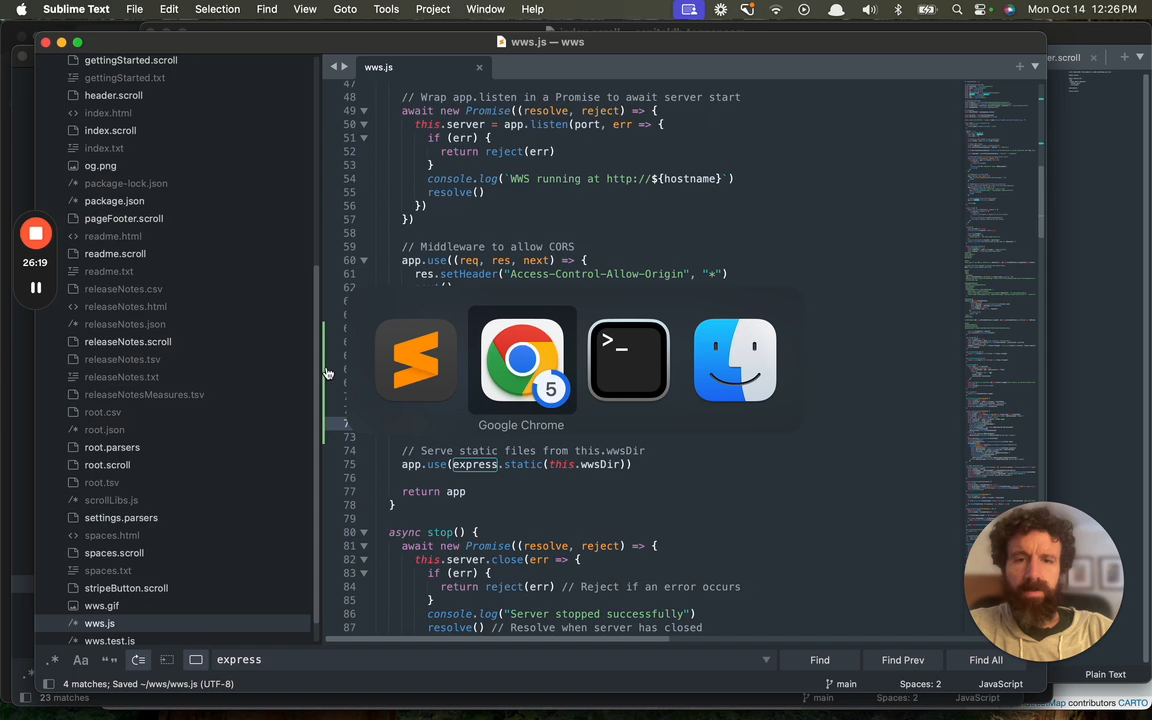 Sublime Text File Edit Selection Find View Goto Tools Project Window Help Mon Oct 14 12:26 PM
wws.js — wws
wws.js
er.scroll
gettingStarted.scroll
gettingStarted.txt
header.scroll
index.html
index.scroll
index.txt
og.png
package-lock.json
package.json
pageFooter.scroll
readme.html
readme.scroll
readme.txt
releaseNotes.csv
releaseNotes.html
releaseNotes.json
releaseNotes.scroll
releaseNotes.tsv
releaseNotes.txt
releaseNotesMeasures.tsv
root.csv
root.json
root.parsers
root.scroll
root.tsv
scrollLibs.js
settings.parsers
spaces.html
spaces.scroll
spaces.txt
stripeButton.scroll
wws.gif
wws.js
wws.test.js
26:19
47
48 // Wrap app.listen in a Promise to await server start
49 await new Promise((resolve, reject) => {
50 this.server = app.listen(port, err => {
51 if (err) {
52 return reject(err)
53 }
54 console.log(`WWS running at http://${hostname}`)
55 resolve()
56 })
57 })
58
59 // Middleware to allow CORS
60 app.use((req, res, next) => {
61 res.setHeader("Access-Control-Allow-Origin", "*")
62
5
Google Chrome
73
74 // Serve static files from this.wwsDir
75 app.use(express.static(this.wwsDir))
76
77 return app
78 }
79
80 async stop() {
81 await new Promise((resolve, reject) => {
82 this.server.close(err => {
83 if (err) {
84 return reject(err) // Reject if an error occurs
85 }
86 console.log("Server stopped successfully")
87 resolve() // Resolve when server has closed
.* Aa “” express Find Find Prev Find All
4 matches; Saved ~/wws/wws.js (UTF-8) main Spaces: 2 JavaScript
23 matches main Spaces: 2 JavaScript
Plain Text
contributors CARTO